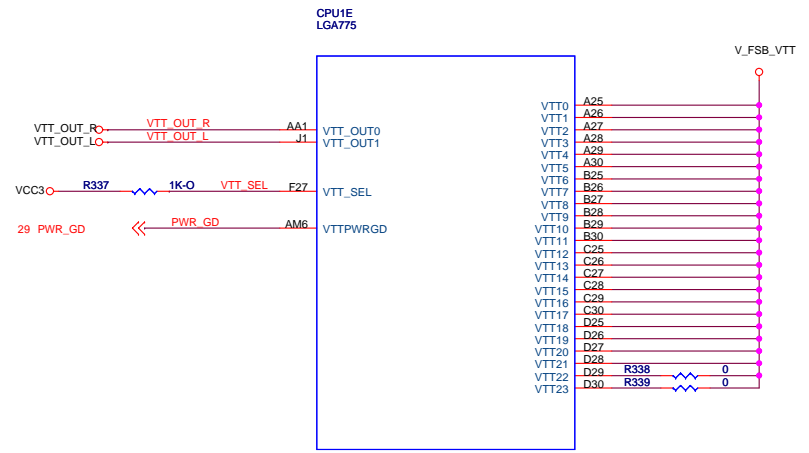 CPU1E
LGA775
V_FSB_VTT
VTT_OUT_R VTT_OUT_R AA1 VTT_OUT0
VTT_OUT_L VTT_OUT_L J1 VTT_OUT1
VCC3 R337 1K-O VTT_SEL F27 VTT_SEL
29 PWR_GD PWR_GD AM6 VTTPWRGD
VTT0 A25
VTT1 A26
VTT2 A27
VTT3 A28
VTT4 A29
VTT5 A30
VTT6 B25
VTT7 B26
VTT8 B27
VTT9 B28
VTT10 B29
VTT11 B30
VTT12 C25
VTT13 C26
VTT14 C27
VTT15 C28
VTT16 C29
VTT17 C30
VTT18 D25
VTT19 D26
VTT20 D27
VTT21 D28
VTT22 D29 R338 0
VTT23 D30 R339 0